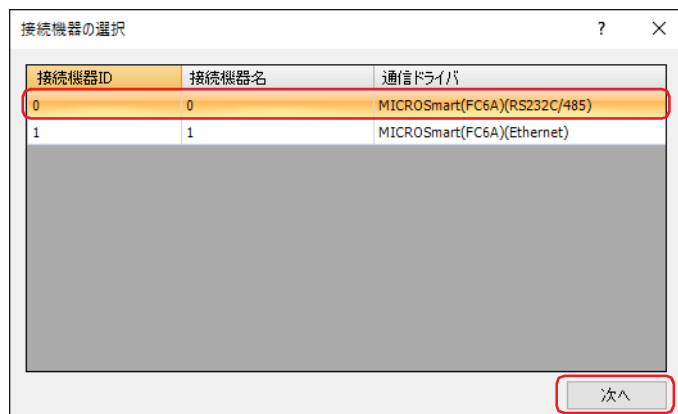 接続機器の選択 ? ×
接続機器ID 接続機器名 通信ドライバ
0 0 MICROSmart(FC6A)(RS232C/485)
1 1 MICROSmart(FC6A)(Ethernet)
次へ